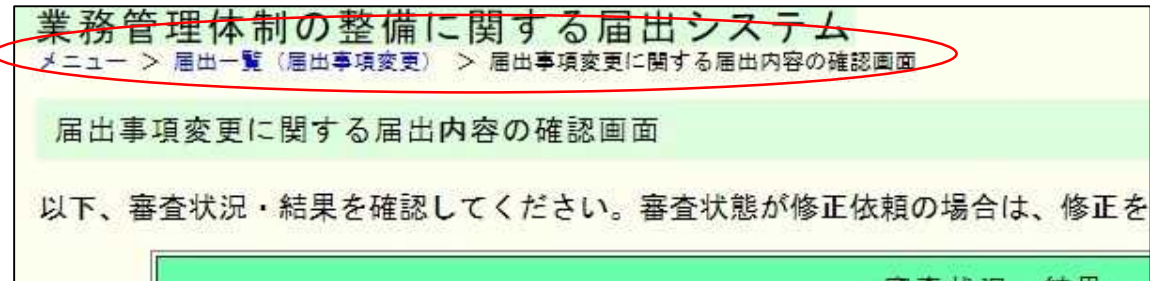 業務管理体制の整備に関する届出システム
メニュー > 届出一覧（届出事項変更） > 届出事項変更に関する届出内容の確認画面
届出事項変更に関する届出内容の確認画面
以下、審査状況・結果を確認してください。審査状態が修正依頼の場合は、修正を